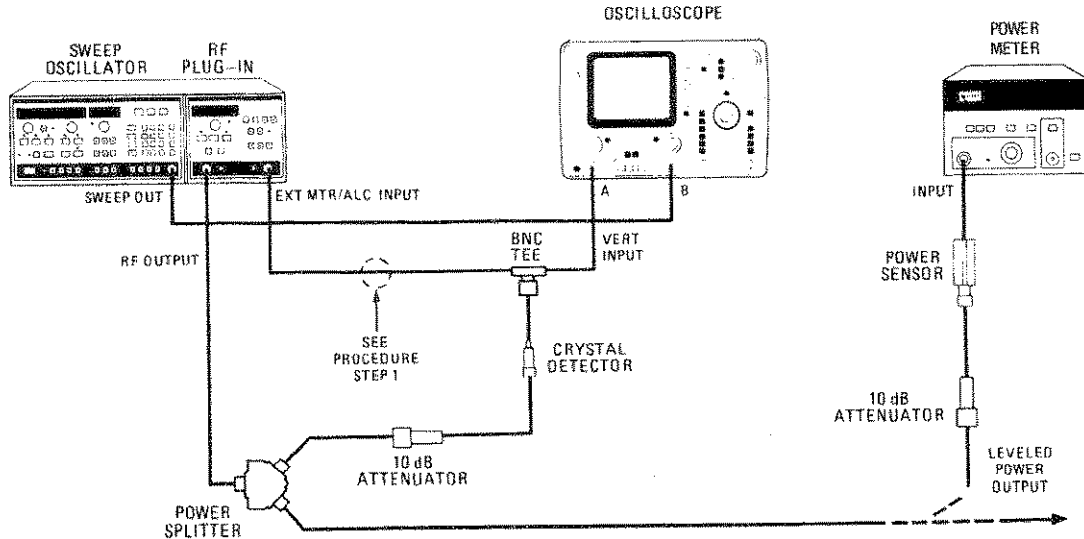 OSCILLOSCOPE
SWEEP
OSCILLATOR
RF
PLUG-IN
POWER
METER
SWEEP OUT
EXT MTR/ALC INPUT
A
B
INPUT
RF OUTPUT
BNC
TEE
VERT
INPUT
POWER
SENSOR
SEE
PROCEDURE
STEP 1
CRYSTAL
DETECTOR
10 dB
ATTENUATOR
10 dB
ATTENUATOR
LEVELED
POWER
OUTPUT
POWER
SPLITTER